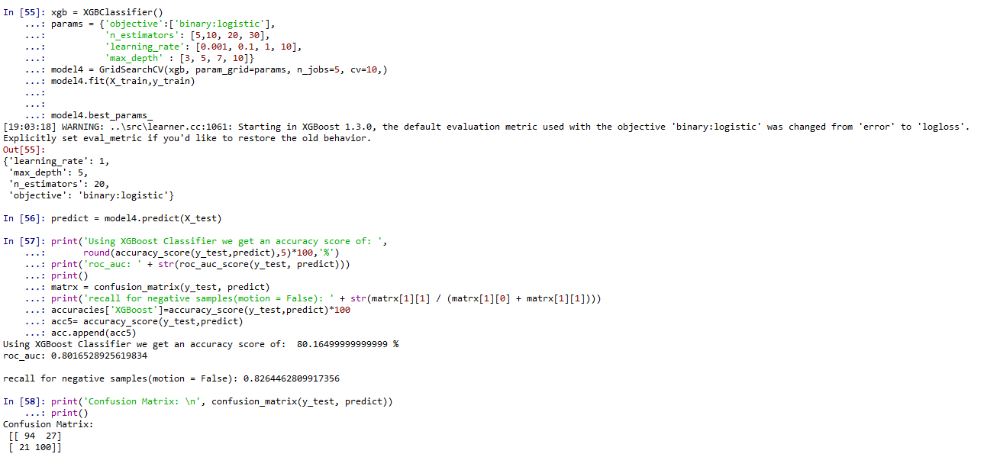 In [55]: xgb = XGBClassifier()
    ...: params = {'objective':['binary:logistic'],
    ...:           'n_estimators': [5,10, 20, 30],
    ...:           'learning_rate': [0.001, 0.1, 1, 10],
    ...:           'max_depth' : [3, 5, 7, 10]}
    ...: model4 = GridSearchCV(xgb, param_grid=params, n_jobs=5, cv=10,)
    ...: model4.fit(X_train,y_train)
    ...:
    ...:
    ...: model4.best_params_
[19:03:18] WARNING: ..\src\learner.cc:1061: Starting in XGBoost 1.3.0, the default evaluation metric used with the objective 'binary:logistic' was changed from 'error' to 'logloss'.
Explicitly set eval_metric if you'd like to restore the old behavior.
Out[55]:
{'learning_rate': 1,
 'max_depth': 5,
 'n_estimators': 20,
 'objective': 'binary:logistic'}
In [56]: predict = model4.predict(X_test)
In [57]: print('Using XGBoost Classifier we get an accuracy score of: ',
    ...:       round(accuracy_score(y_test,predict),5)*100,'%')
    ...: print('roc_auc: ' + str(roc_auc_score(y_test, predict)))
    ...: print()
    ...: matrx = confusion_matrix(y_test, predict)
    ...: print('recall for negative samples(motion = False): ' + str(matrx[1][1] / (matrx[1][0] + matrx[1][1])))
    ...: accuracies['XGBoost']=accuracy_score(y_test,predict)*100
    ...: acc5= accuracy_score(y_test,predict)
    ...: acc.append(acc5)
Using XGBoost Classifier we get an accuracy score of:  80.16499999999999 %
roc_auc: 0.8016528925619834
recall for negative samples(motion = False): 0.8264462809917356
In [58]: print('Confusion Matrix: \n', confusion_matrix(y_test, predict))
    ...: print()
Confusion Matrix:
 [[ 94  27]
 [ 21 100]]